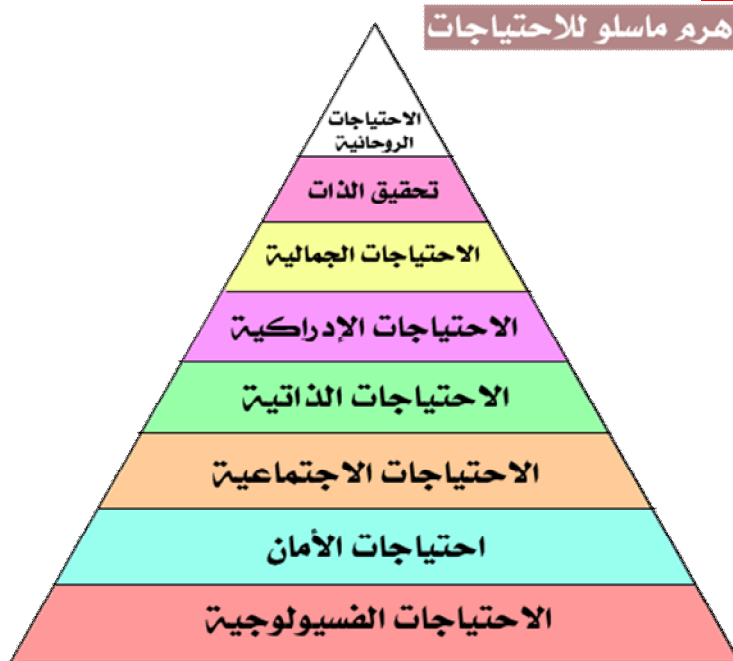 هرم ماسلو للاحتياجات
الاحتياجات
الروحانية
تحقيق الذات
الاحتياجات الجمالية
الاحتياجات الإدراكية
الاحتياجات الذاتية
الاحتياجات الاجتماعية
احتياجات الأمان
الاحتياجات الفسيولوجية